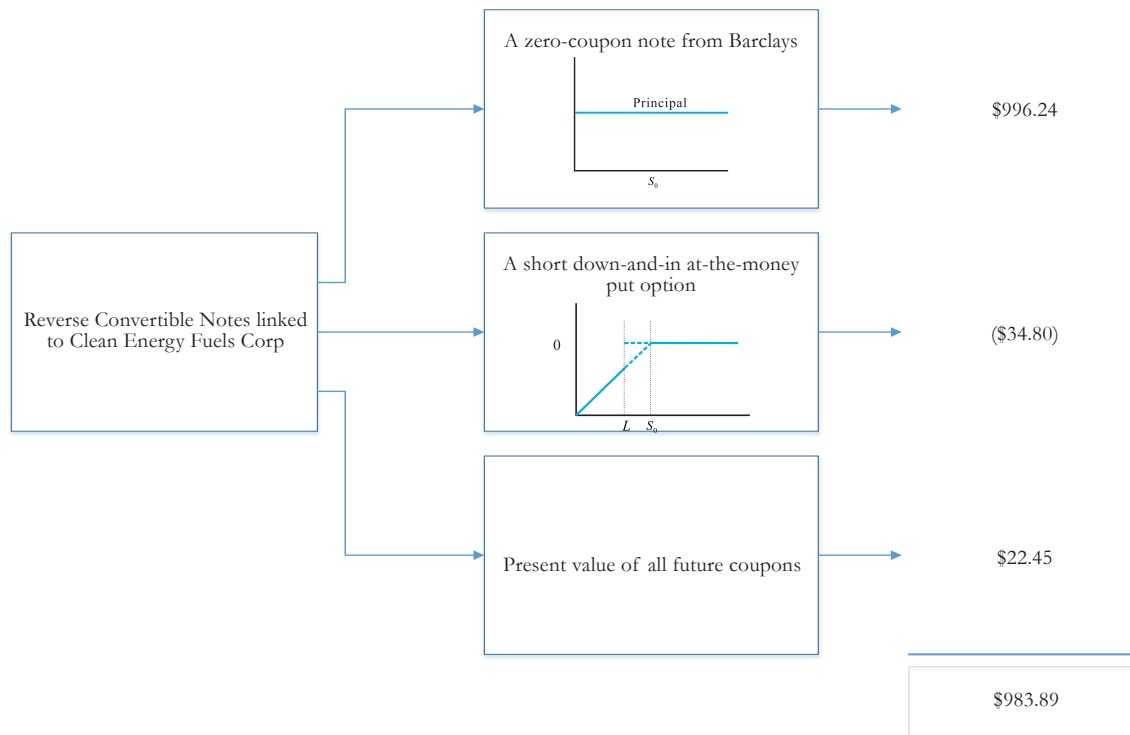 A zero-coupon note from Barclays
Principal
S₀
$996.24
Reverse Convertible Notes linked
to Clean Energy Fuels Corp
A short down-and-in at-the-money
put option
0
L S₀
($34.80)
Present value of all future coupons
$22.45
$983.89